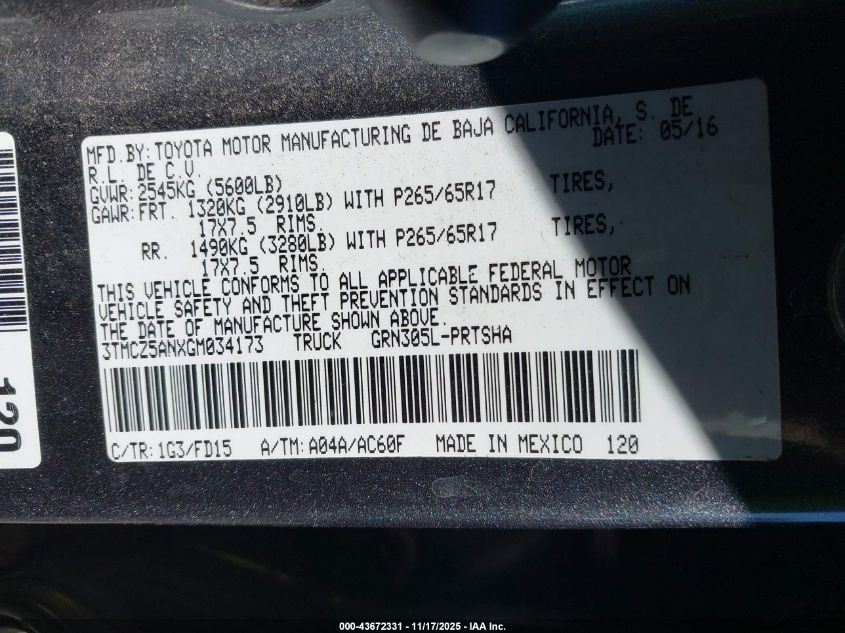 MFD.BY: TOYOTA MOTOR MANUFACTURING DE BAJA CALIFORNIA, S. DE
R.L. DE C.V. DATE: 05/16
GVWR: 2545KG (5600LB)
GAWR: FRT. 1320KG (2910LB) WITH P265/65R17 TIRES,
17X7.5 RIMS.
RR. 1490KG (3280LB) WITH P265/65R17 TIRES,
17X7.5 RIMS.
THIS VEHICLE CONFORMS TO ALL APPLICABLE FEDERAL MOTOR
VEHICLE SAFETY AND THEFT PREVENTION STANDARDS IN EFFECT ON
THE DATE OF MANUFACTURE SHOWN ABOVE.
3TMCZ5ANXGM034173 TRUCK GRN305L-PRTSHA
C/TR: 1G3/FD15 A/TM: A04A/AC60F MADE IN MEXICO 120
120
000-43672331 - 11/17/2025 - IAA Inc.